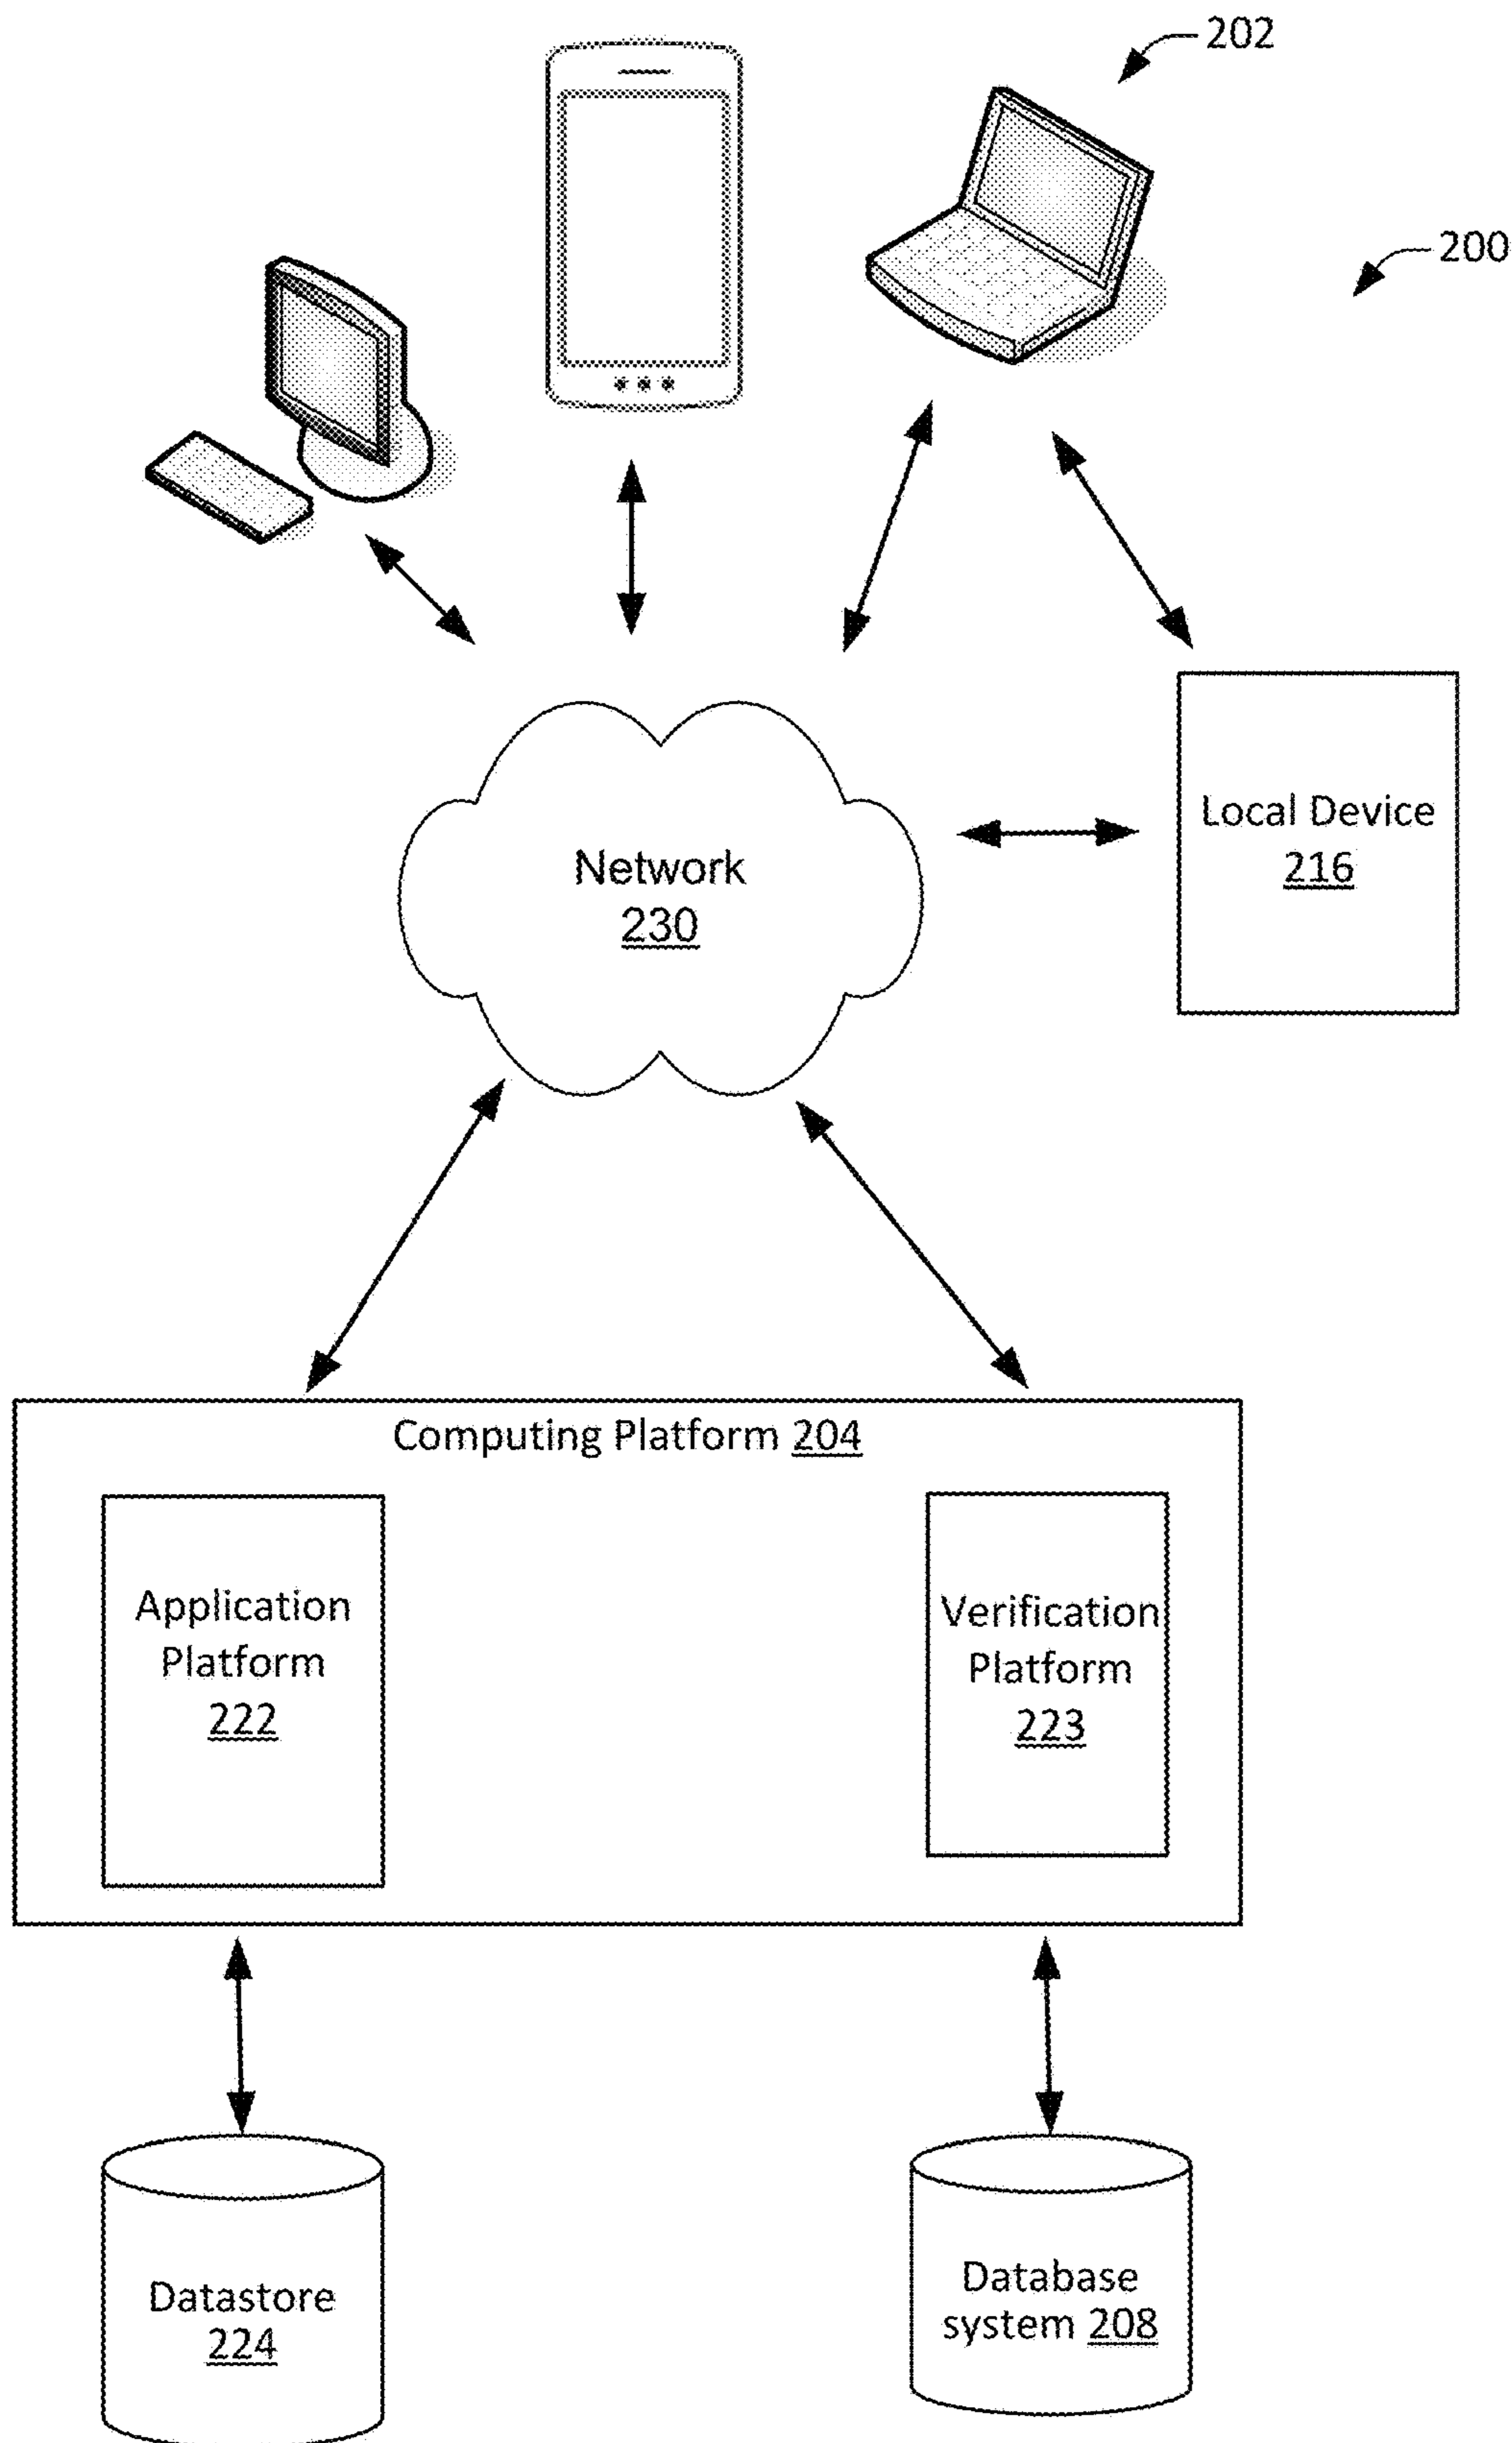 202
200
Local Device
216
Network
230
Computing Platform 204
Application
Platform
222
Verification
Platform
223
Datastore
224
Database
system 208